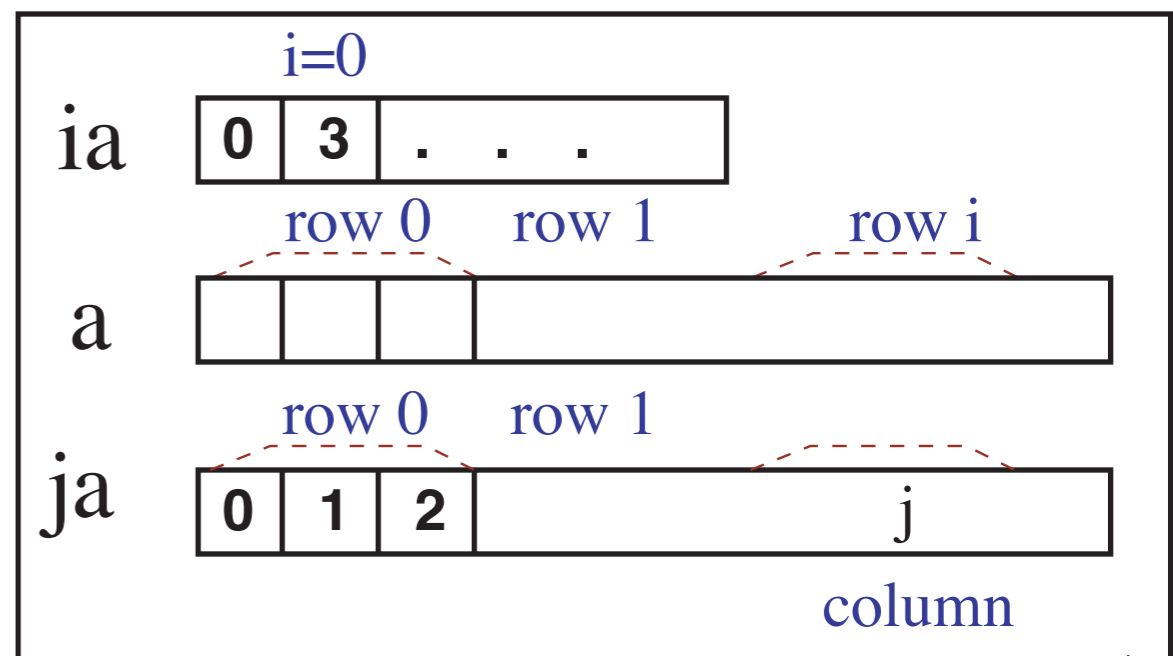 i=0
ia 0 3 . . .
row 0 row 1 row i
a
row 0 row 1
ja 0 1 2 j
column